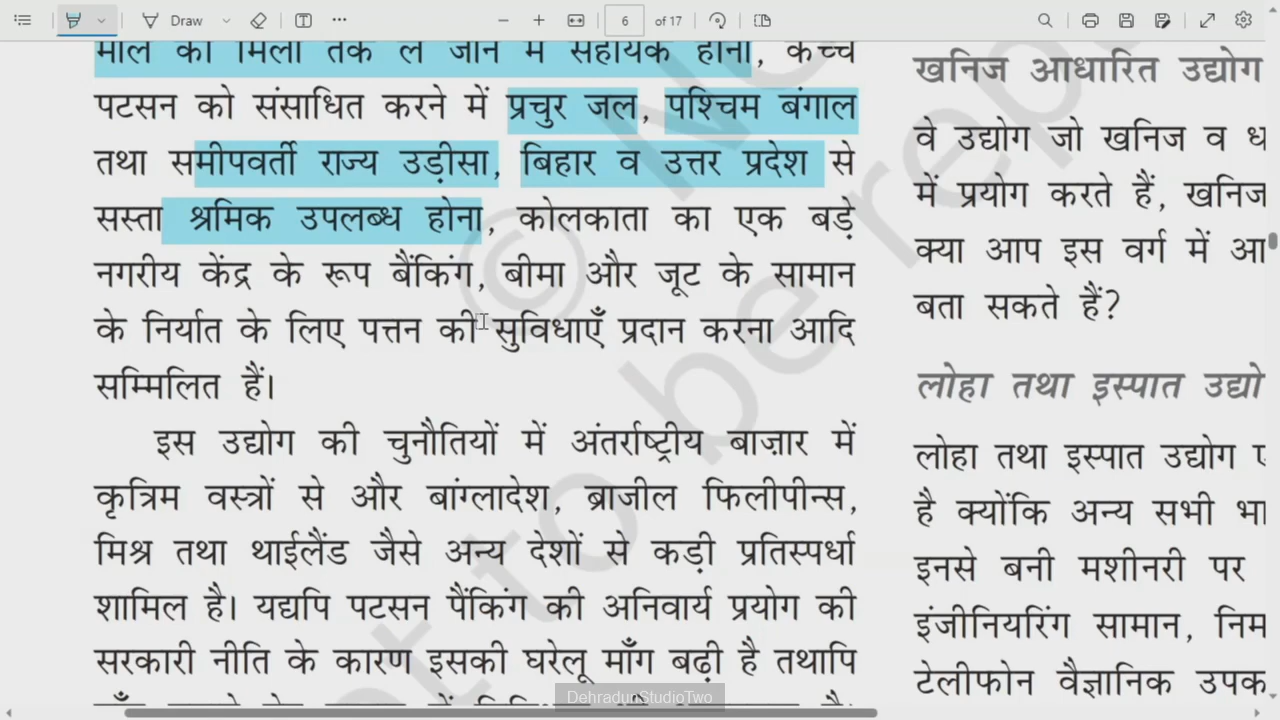 Draw
6 of 17
माल को मिलों तक ले जाने में सहायक होना, कच्चे
पटसन को संसाधित करने में प्रचुर जल, पश्चिम बंगाल
तथा समीपवर्ती राज्य उड़ीसा, बिहार व उत्तर प्रदेश से
सस्ता श्रमिक उपलब्ध होना, कोलकाता का एक बड़े
नगरीय केंद्र के रूप बैंकिंग, बीमा और जूट के सामान
के निर्यात के लिए पत्तन की सुविधाएँ प्रदान करना आदि
सम्मिलित हैं।
इस उद्योग की चुनौतियों में अंतर्राष्ट्रीय बाज़ार में
कृत्रिम वस्त्रों से और बांग्लादेश, ब्राजील फिलीपीन्स,
मिश्र तथा थाईलैंड जैसे अन्य देशों से कड़ी प्रतिस्पर्धा
शामिल है। यद्यपि पटसन पैंकिंग की अनिवार्य प्रयोग की
सरकारी नीति के कारण इसकी घरेलू माँग बढ़ी है तथापि
खनिज आधारित उद्योग
वे उद्योग जो खनिज व ध
में प्रयोग करते हैं, खनिज
क्या आप इस वर्ग में आ
बता सकते हैं?
लोहा तथा इस्पात उद्यो
लोहा तथा इस्पात उद्योग ए
है क्योंकि अन्य सभी भा
इनसे बनी मशीनरी पर
इंजीनियरिंग सामान, निम
टेलीफोन वैज्ञानिक उपक
© N
not to be rep
DehradunStudioTwo